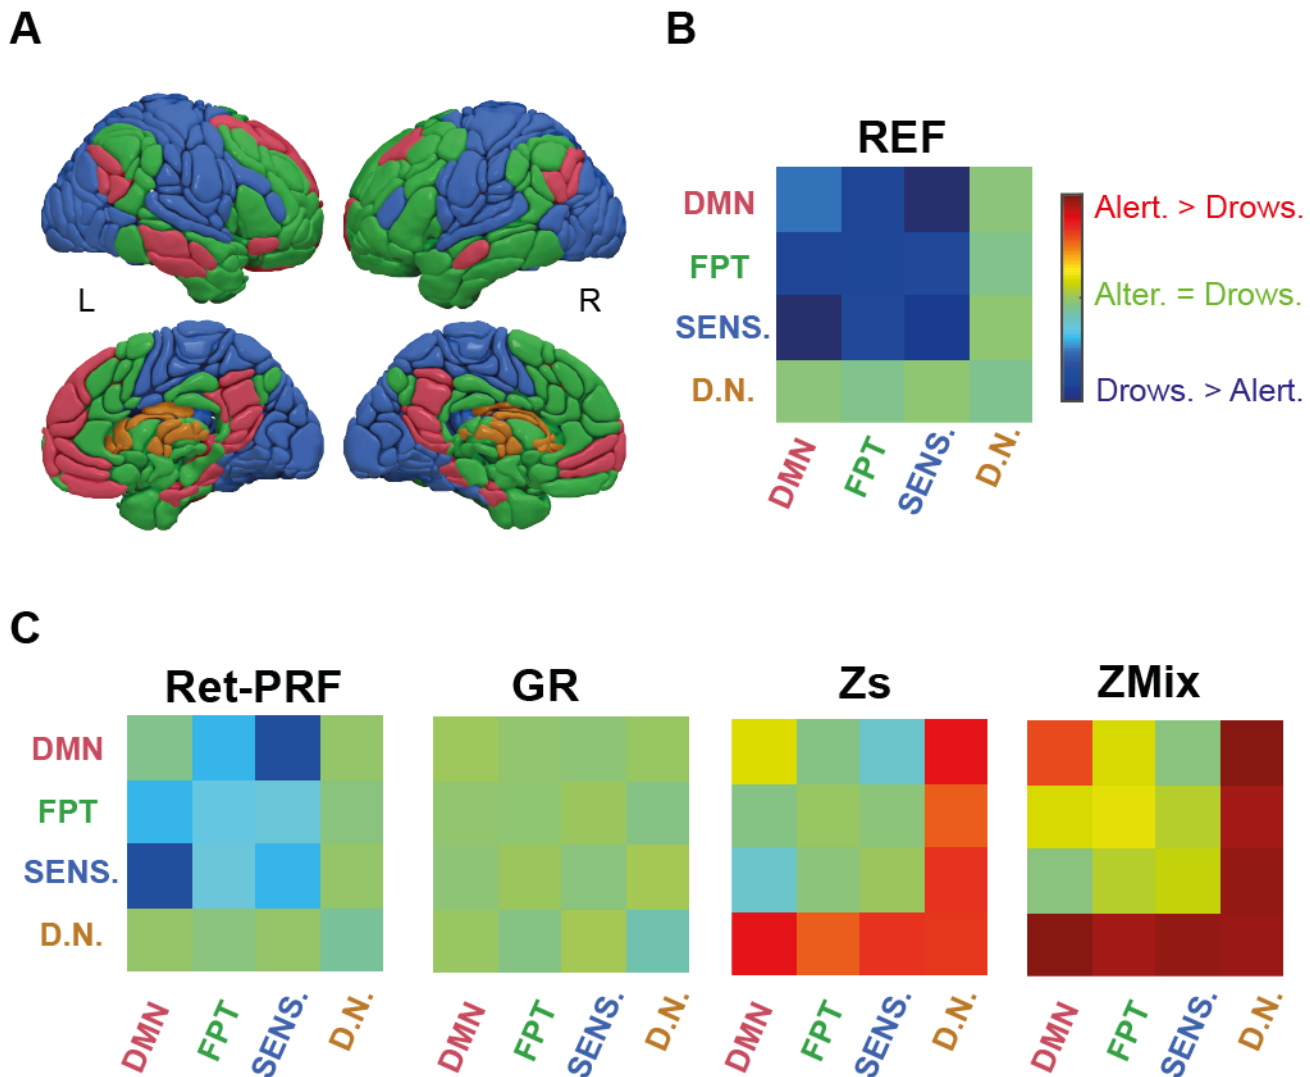 A
B
L
R
REF
DMN
FPT
SENS.
D.N.
DMN
FPT
SENS.
D.N.
Alert. > Drows.
Alter. = Drows.
Drows. > Alert.
C
Ret-PRF
GR
Zs
ZMix
DMN
FPT
SENS.
D.N.
DMN
FPT
SENS.
D.N.
DMN
FPT
SENS.
D.N.
DMN
FPT
SENS.
D.N.
DMN
FPT
SENS.
D.N.